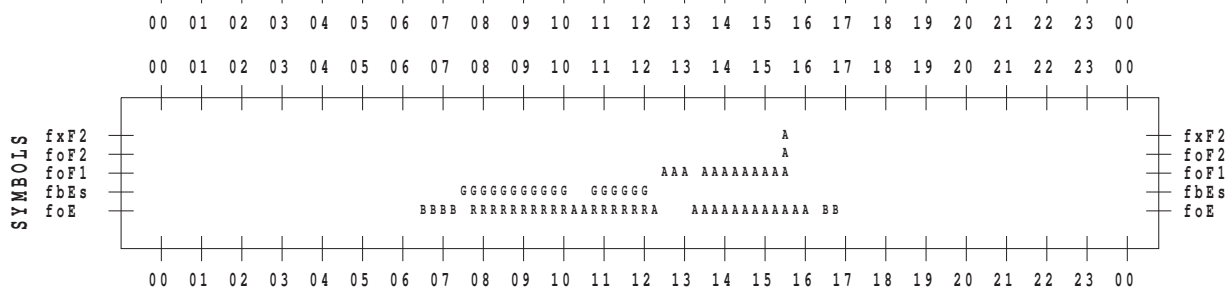 00 01 02 03 04 05 06 07 08 09 10 11 12 13 14 15 16 17 18 19 20 21 22 23 00
00 01 02 03 04 05 06 07 08 09 10 11 12 13 14 15 16 17 18 19 20 21 22 23 00
SYMBOLS
fxF2 A fxF2
foF2 A foF2
foF1 AAA AAAAAAAAA foF1
fbEs GGGGGGGGGGG GGGGGG fbEs
foE BBBB RRRRRRRRRRAARRRRRRA AAAAAAAAAAAA BB foE
00 01 02 03 04 05 06 07 08 09 10 11 12 13 14 15 16 17 18 19 20 21 22 23 00